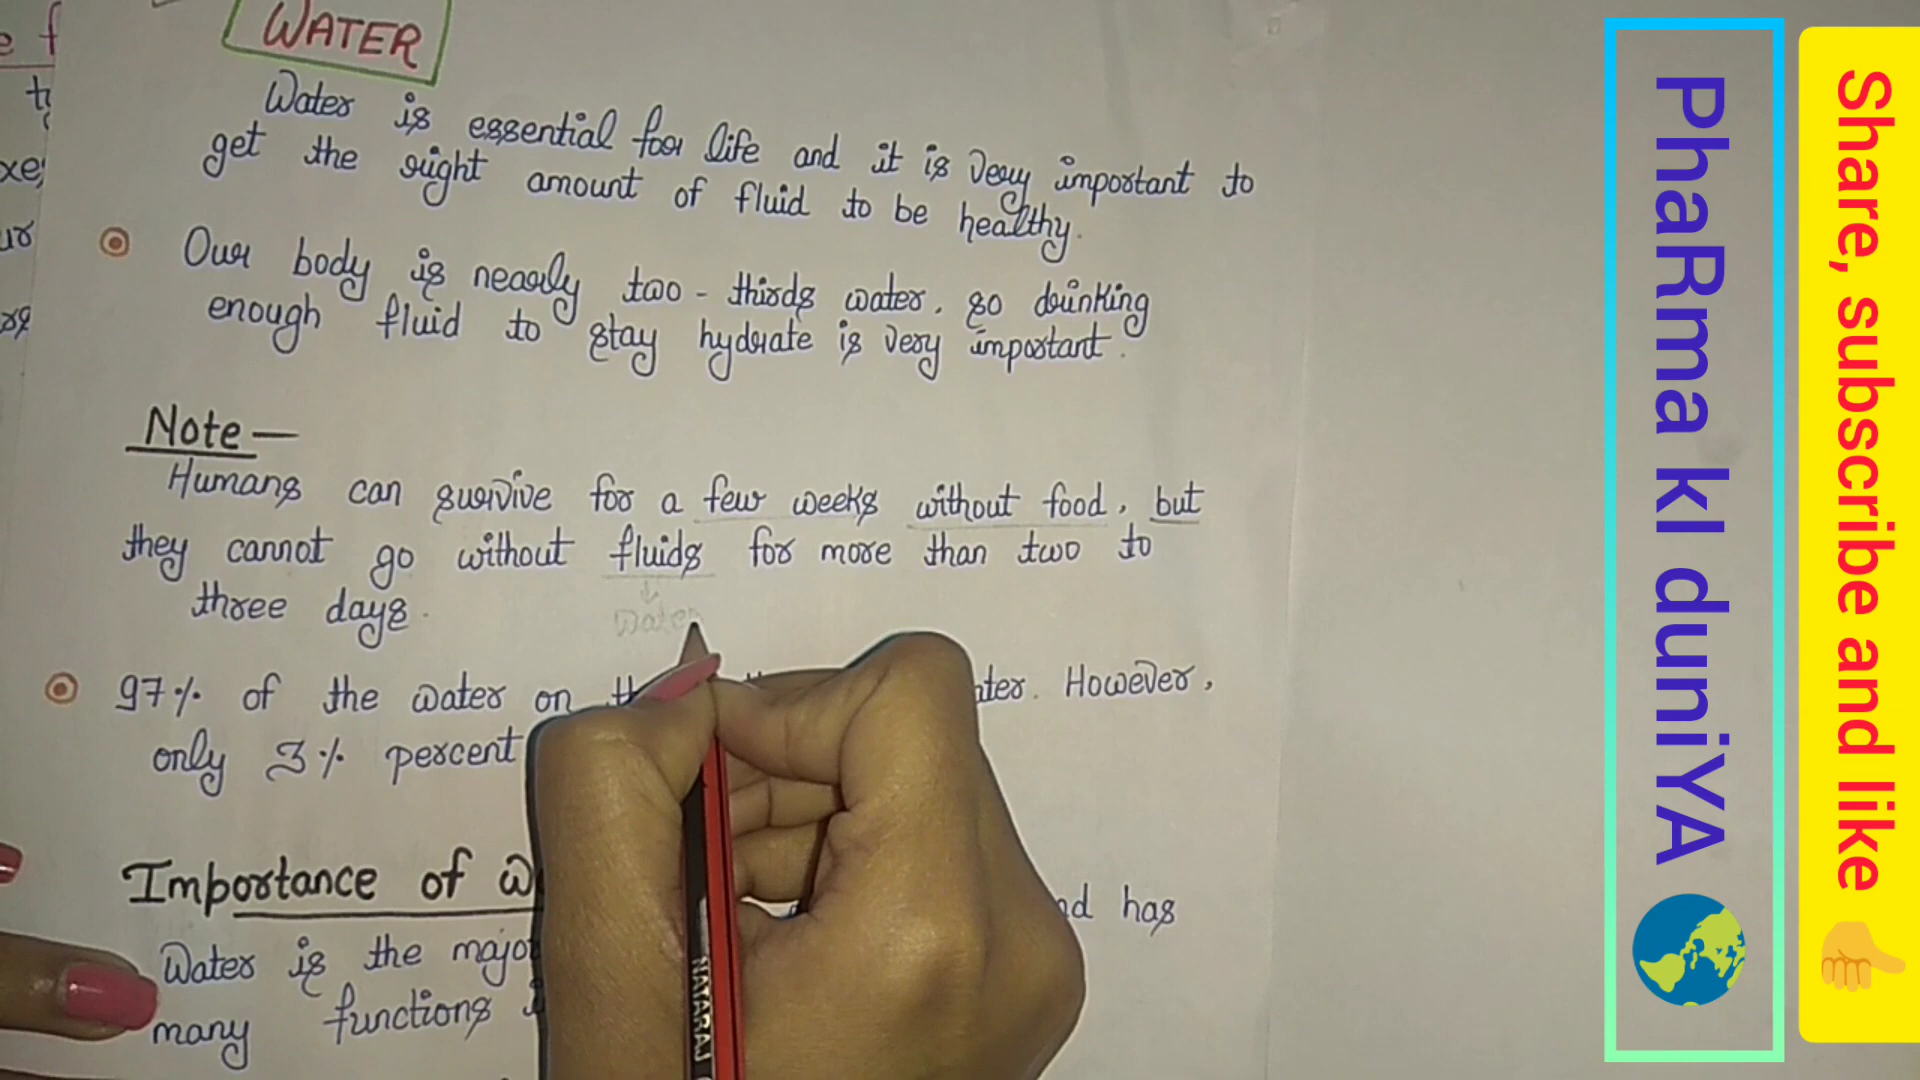 WATER
Water is essential for life and it is very important to
get the right amount of fluid to be healthy.
Our body is nearly two - thirds water. so drinking
enough fluid to stay hydrate is very important.
Note —
Humans can survive for a few weeks without food, but
they cannot go without fluids for more than two to
three days.
Water
97% of the water on However,
only 3% percent
Importance of
Water is the major has
many functions
NATARAJ
PhaRma kI duniYA 🌎
Share, subscribe and like 👍